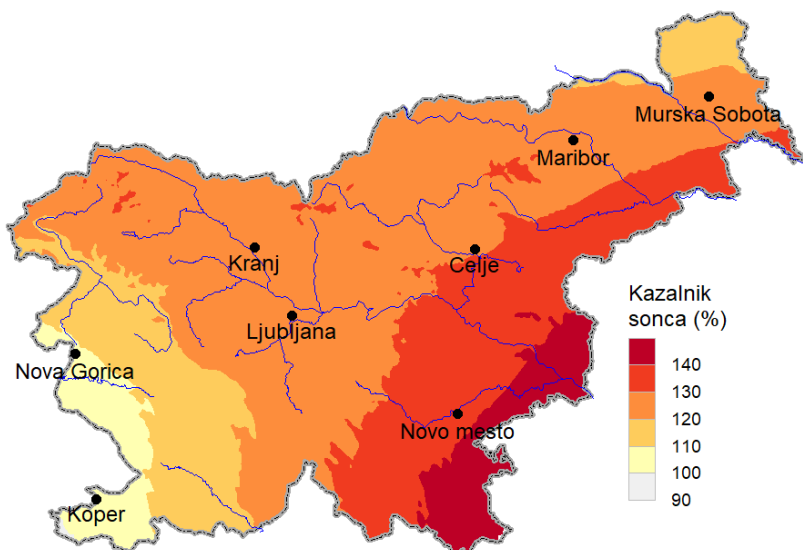 Murska Sobota
Maribor
Kranj
Celje
Ljubljana
Nova Gorica
Novo mesto
Koper
Kazalnik
sonca (%)
140
130
120
110
100
90